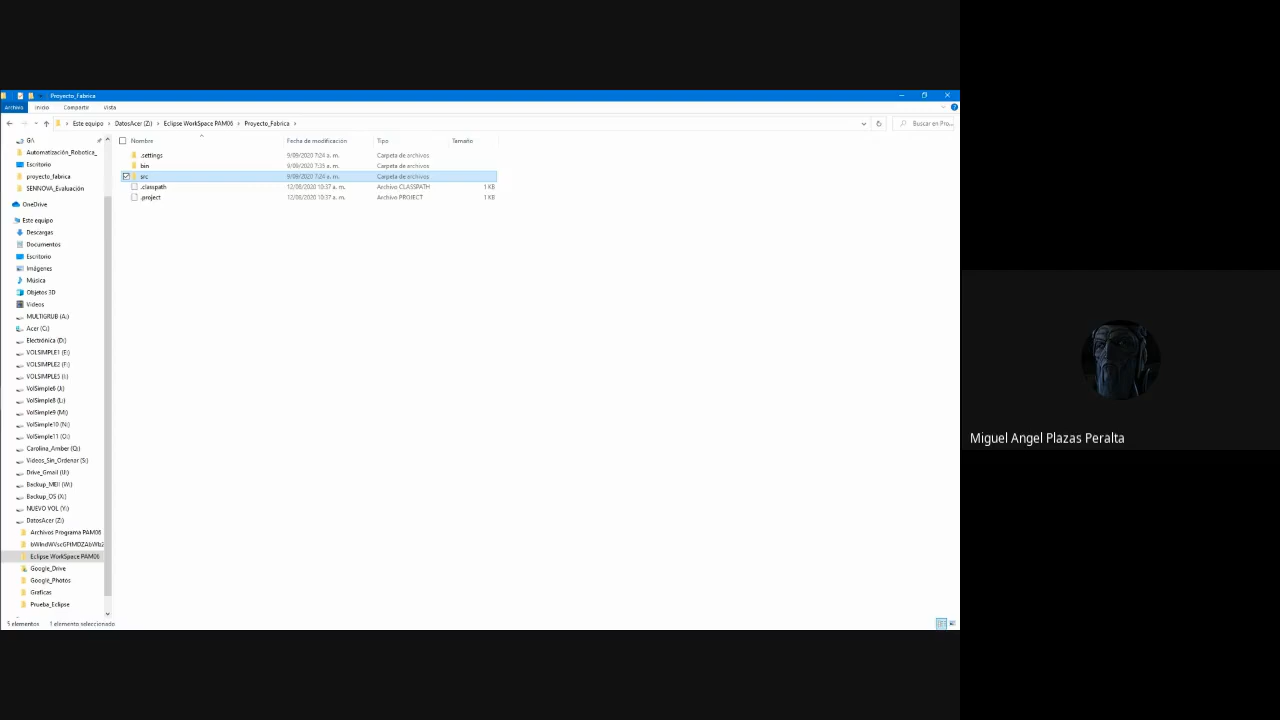 Proyecto_Fabrica
Archivo Inicio Compartir Vista
Este equipo > DatosAcer (Z:) > Eclipse WorkSpace PAM06 > Proyecto_Fabrica >
Buscar en Pro...
Nombre Fecha de modificación Tipo Tamaño
.settings 9/09/2020 7:24 a. m. Carpeta de archivos
bin 9/09/2020 7:35 a. m. Carpeta de archivos
src 9/09/2020 7:24 a. m. Carpeta de archivos
.classpath 12/08/2020 10:37 a. m. Archivo CLASSPATH 1 KB
.project 12/08/2020 10:37 a. m. Archivo PROJECT 1 KB
G:\
Automatización_Robotica_
Escritorio
proyecto_fabrica
SENNOVA_Evaluación
OneDrive
Este equipo
Descargas
Documentos
Escritorio
Imágenes
Música
Objetos 3D
Videos
MULTIGRUB (A:)
Acer (C:)
Electrónica (D:)
VOLSIMPLE1 (E:)
VOLSIMPLE2 (F:)
VOLSIMPLE5 (I:)
VolSimple6 (J:)
VolSimple8 (L:)
VolSimple9 (M:)
VolSimple10 (N:)
VolSimple11 (O:)
Carolina_Amber (Q:)
Videos_Sin_Ordenar (S:)
Drive_Gmail (U:)
Backup_MEII (W:)
Backup_OS (X:)
NUEVO VOL (Y:)
DatosAcer (Z:)
Archivos Programa PAM06
Eclipse WorkSpace PAM06
Google_Drive
Google_Photos
Graficas
Prueba_Eclipse
5 elementos 1 elemento seleccionado
Miguel Angel Plazas Peralta